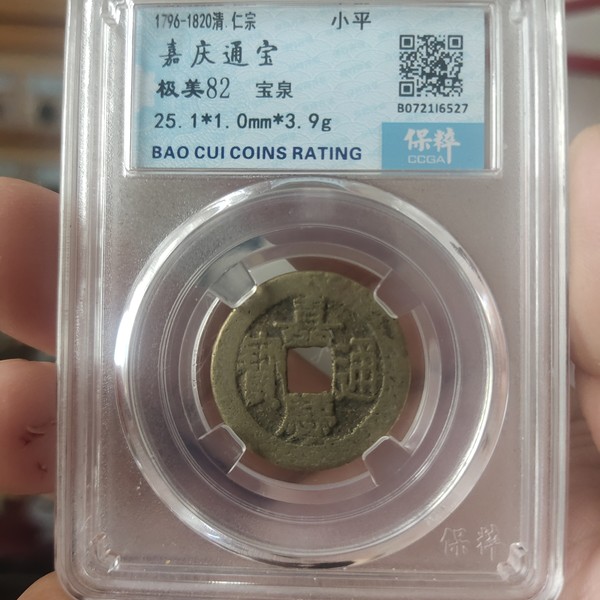 1796-1820清.仁宗 小平
嘉庆通宝
极美82 宝泉
B0721I6527
25.1*1.0mm*3.9g
保粹
CCGA
BAO CUI COINS RATING
嘉
寶 通
慶
保粹